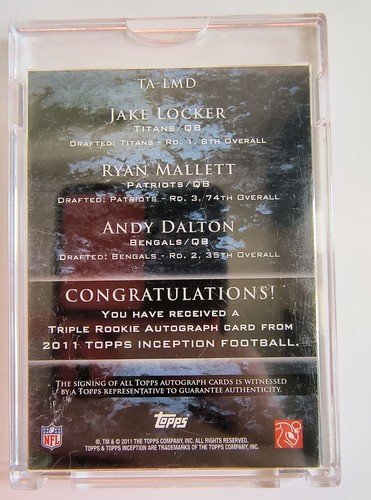 TA-LMD
JAKE LOCKER
TITANS/QB
DRAFTED: TITANS - RD. 1, 8TH OVERALL
RYAN MALLETT
PATRIOTS/QB
DRAFTED: PATRIOTS - RD. 3, 74TH OVERALL
ANDY DALTON
BENGALS/QB
DRAFTED: BENGALS - RD. 2, 35TH OVERALL
CONGRATULATIONS!
YOU HAVE RECEIVED A
TRIPLE ROOKIE AUTOGRAPH CARD FROM
2011 TOPPS INCEPTION FOOTBALL.
THE SIGNING OF ALL TOPPS AUTOGRAPH CARDS IS WITNESSED
BY A TOPPS REPRESENTATIVE TO GUARANTEE AUTHENTICITY.
topps
NFL
®, TM & © 2011 THE TOPPS COMPANY, INC. ALL RIGHTS RESERVED.
TOPPS & TOPPS INCEPTION ARE TRADEMARKS OF THE TOPPS COMPANY, INC.